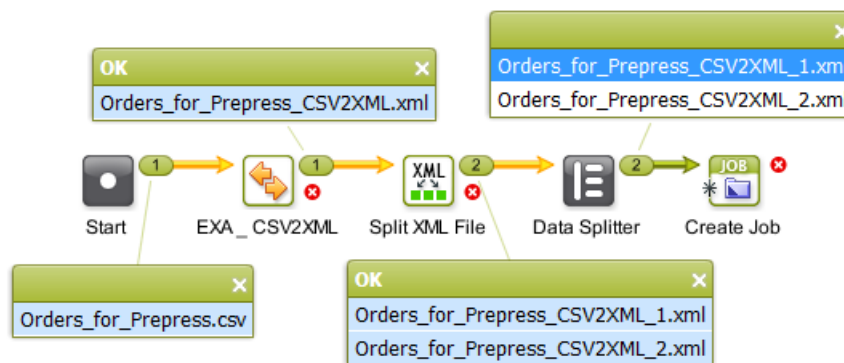 OK
Orders_for_Prepress_CSV2XML.xml
Orders_for_Prepress_CSV2XML_1.xm
Orders_for_Prepress_CSV2XML_2.xm
1
1
XML
2
2
JOB
Start
EXA_ CSV2XML
Split XML File
Data Splitter
Create Job
Orders_for_Prepress.csv
OK
Orders_for_Prepress_CSV2XML_1.xml
Orders_for_Prepress_CSV2XML_2.xml